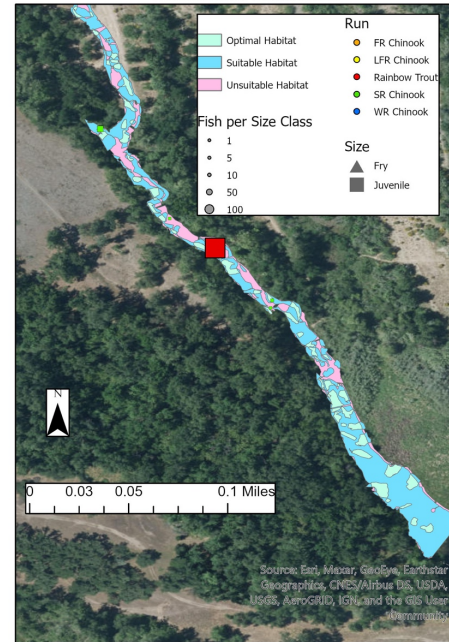 Optimal Habitat
Suitable Habitat
Unsuitable Habitat
Fish per Size Class
1
5
10
50
100
Run
FR Chinook
LFR Chinook
Rainbow Trout
SR Chinook
WR Chinook
Size
Fry
Juvenile
N
0 0.03 0.05 0.1 Miles
Source: Esri, Maxar, GeoEye, Earthstar
Geographics, CNES/Airbus DS, USDA,
USGS, AeroGRID, IGN, and the GIS User
Community